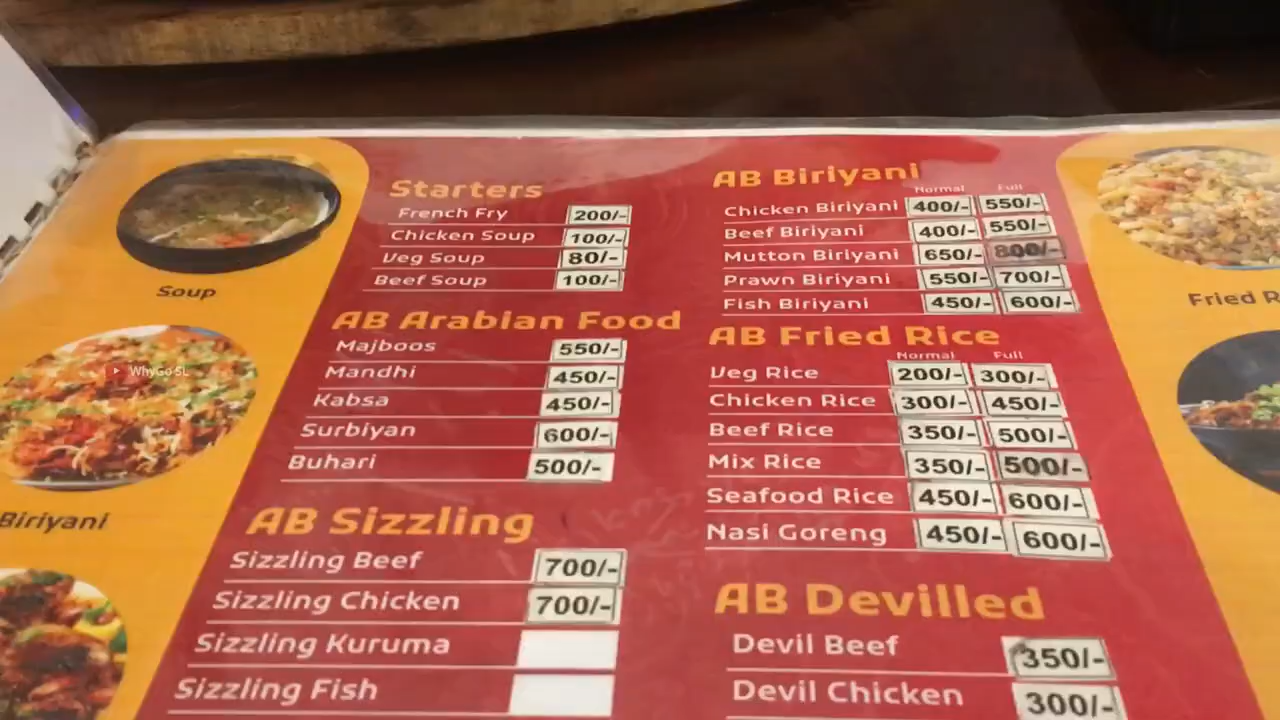 Soup
WhyGo SL
Biriyani
Starters
French Fry 200/-
Chicken Soup 100/-
Veg Soup 80/-
Beef Soup 100/-
AB Arabian Food
Majboos 550/-
Mandhi 450/-
Kabsa 450/-
Surbiyan 600/-
Buhari 500/-
AB Sizzling
Sizzling Beef 700/-
Sizzling Chicken 700/-
Sizzling Kuruma
Sizzling Fish
AB Biriyani
Normal Full
Chicken Biriyani 400/- 550/-
Beef Biriyani 400/- 550/-
Mutton Biriyani 650/- 800/-
Prawn Biriyani 550/- 700/-
Fish Biriyani 450/- 600/-
AB Fried Rice
Normal Full
Veg Rice 200/- 300/-
Chicken Rice 300/- 450/-
Beef Rice 350/- 500/-
Mix Rice 350/- 500/-
Seafood Rice 450/- 600/-
Nasi Goreng 450/- 600/-
AB Devilled
Devil Beef 350/-
Devil Chicken 300/-
Fried R